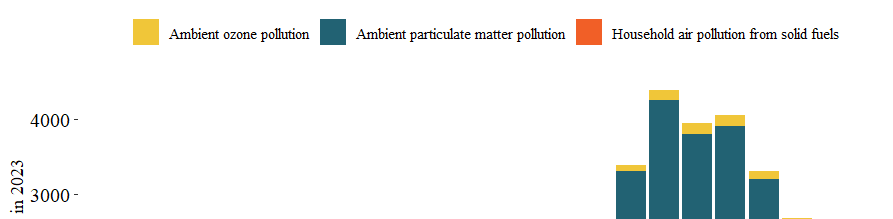 Ambient ozone pollution Ambient particulate matter pollution Household air pollution from solid fuels
4000
3000
in 2023